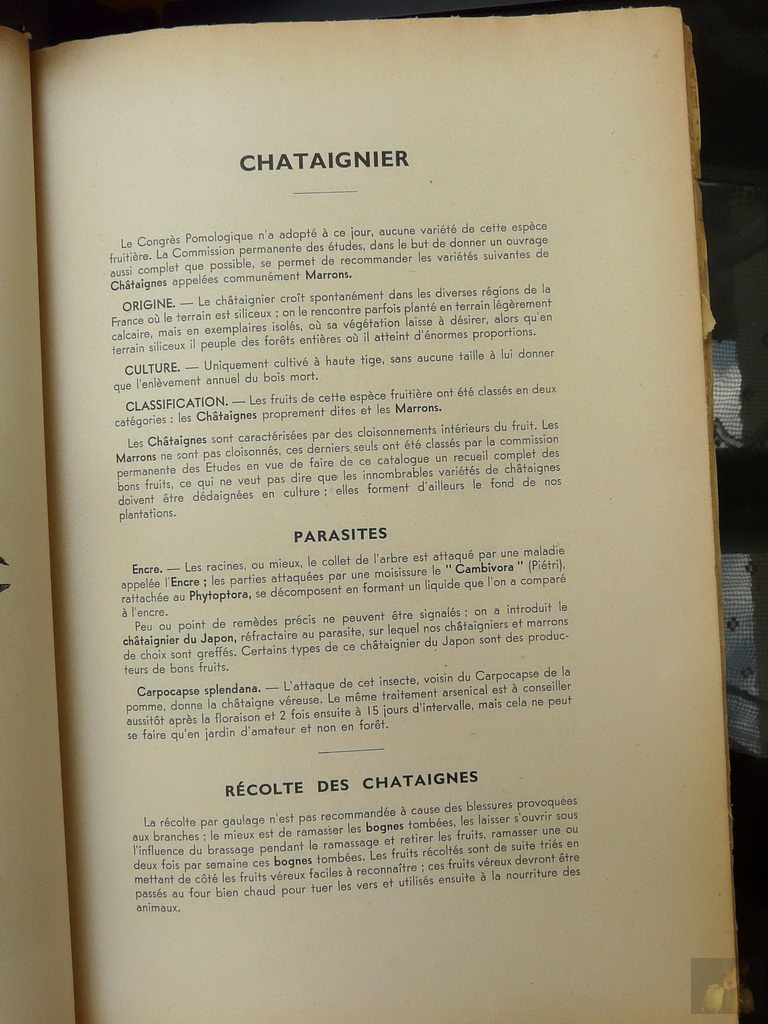 CHATAIGNIER
Le Congrès Pomologique n'a adopté à ce jour, aucune variété de cette espèce
fruitière. La Commission permanente des études, dans le but de donner un ouvrage
aussi complet que possible, se permet de recommander les variétés suivantes de
Châtaignes appelées communément Marrons.
ORIGINE. — Le châtaignier croît spontanément dans les diverses régions de la
France où le terrain est siliceux ; on le rencontre parfois planté en terrain légèrement
calcaire, mais en exemplaires isolés, où sa végétation laisse à désirer, alors qu'en
terrain siliceux il peuple des forêts entières où il atteint d'énormes proportions.
CULTURE. — Uniquement cultivé à haute tige, sans aucune taille à lui donner
que l'enlèvement annuel du bois mort.
CLASSIFICATION. — Les fruits de cette espèce fruitière ont été classés en deux
catégories : les Châtaignes proprement dites et les Marrons.
Les Châtaignes sont caractérisées par des cloisonnements intérieurs du fruit. Les
Marrons ne sont pas cloisonnés, ces derniers seuls ont été classés par la commission
permanente des Etudes en vue de faire de ce catalogue un recueil complet des
bons fruits, ce qui ne veut pas dire que les innombrables variétés de châtaignes
doivent être dédaignées en culture ; elles forment d'ailleurs le fond de nos
plantations.
PARASITES
Encre. — Les racines, ou mieux, le collet de l'arbre est attaqué par une maladie
appelée l'Encre ; les parties attaquées par une moisissure le " Cambivora " (Piétri),
rattachée au Phytoptora, se décomposent en formant un liquide que l'on a comparé
à l'encre.
Peu ou point de remèdes précis ne peuvent être signalés ; on a introduit le
châtaignier du Japon, réfractaire au parasite, sur lequel nos châtaigniers et marrons
de choix sont greffés. Certains types de ce châtaignier du Japon sont des produc-
teurs de bons fruits.
Carpocapse splendana. — L'attaque de cet insecte, voisin du Carpocapse de la
pomme, donne la châtaigne véreuse. Le même traitement arsenical est à conseiller
aussitôt après la floraison et 2 fois ensuite à 15 jours d'intervalle, mais cela ne peut
se faire qu'en jardin d'amateur et non en forêt.
RÉCOLTE DES CHATAIGNES
La récolte par gaulage n'est pas recommandée à cause des blessures provoquées
aux branches ; le mieux est de ramasser les bognes tombées, les laisser s'ouvrir sous
l'influence du brassage pendant le ramassage et retirer les fruits, ramasser une ou
deux fois par semaine ces bognes tombées. Les fruits récoltés sont de suite triés en
mettant de côté les fruits véreux faciles à reconnaître ; ces fruits véreux devront être
passés au four bien chaud pour tuer les vers et utilisés ensuite à la nourriture des
animaux.